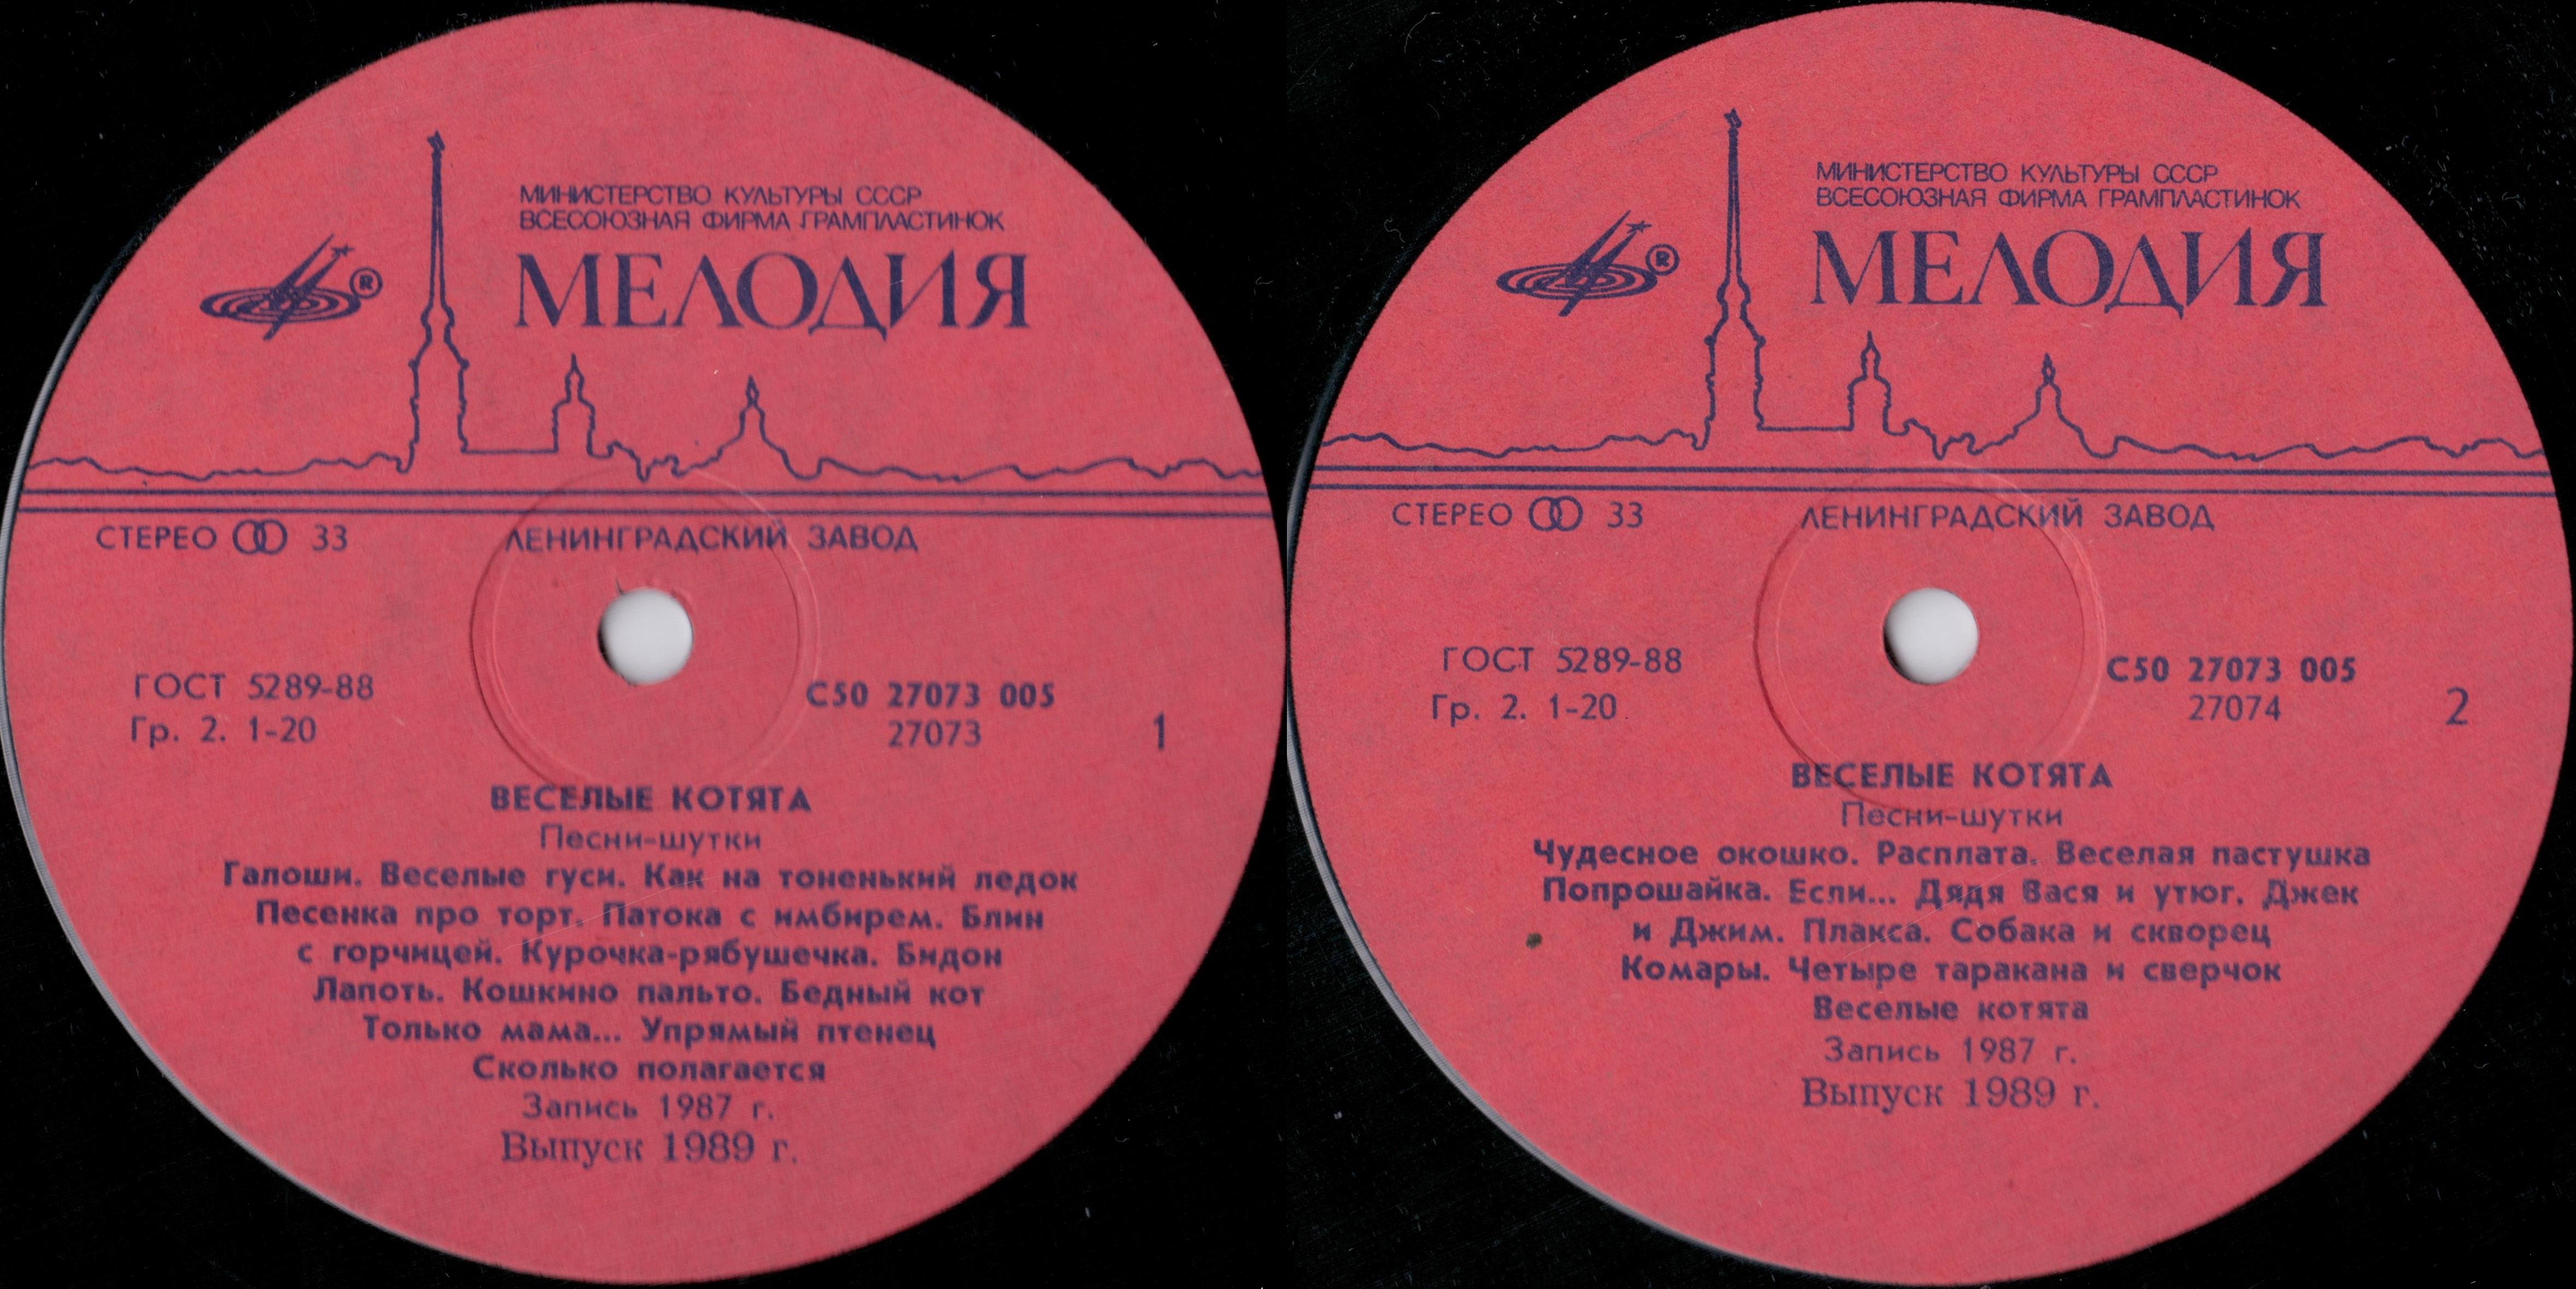 МИНИСТЕРСТВО КУЛЬТУРЫ СССР
ВСЕСОЮЗНАЯ ФИРМА ГРАМПЛАСТИНОК
®
МЕЛОДИЯ
СТЕРЕО 33
ЛЕНИНГРАДСКИЙ ЗАВОД
ГОСТ 5289-88
Гр. 2. 1-20
С50 27073 005
27073
1
ВЕСЕЛЫЕ КОТЯТА
Песни-шутки
Галоши. Веселые гуси. Как на тоненький ледок
Песенка про торт. Патока с имбирем. Блин
с горчицей. Курочка-рябушечка. Бидон
Лапоть. Кошкино пальто. Бедный кот
Только мама... Упрямый птенец
Сколько полагается
Запись 1987 г.
Выпуск 1989 г.
МИНИСТЕРСТВО КУЛЬТУРЫ СССР
ВСЕСОЮЗНАЯ ФИРМА ГРАМПЛАСТИНОК
®
МЕЛОДИЯ
СТЕРЕО 33
ЛЕНИНГРАДСКИЙ ЗАВОД
ГОСТ 5289-88
Гр. 2. 1-20
С50 27073 005
27074
2
ВЕСЕЛЫЕ КОТЯТА
Песни-шутки
Чудесное окошко. Расплата. Веселая пастушка
Попрошайка. Если... Дядя Вася и утюг. Джек
и Джим. Плакса. Собака и скворец
Комары. Четыре таракана и сверчок
Веселые котята
Запись 1987 г.
Выпуск 1989 г.